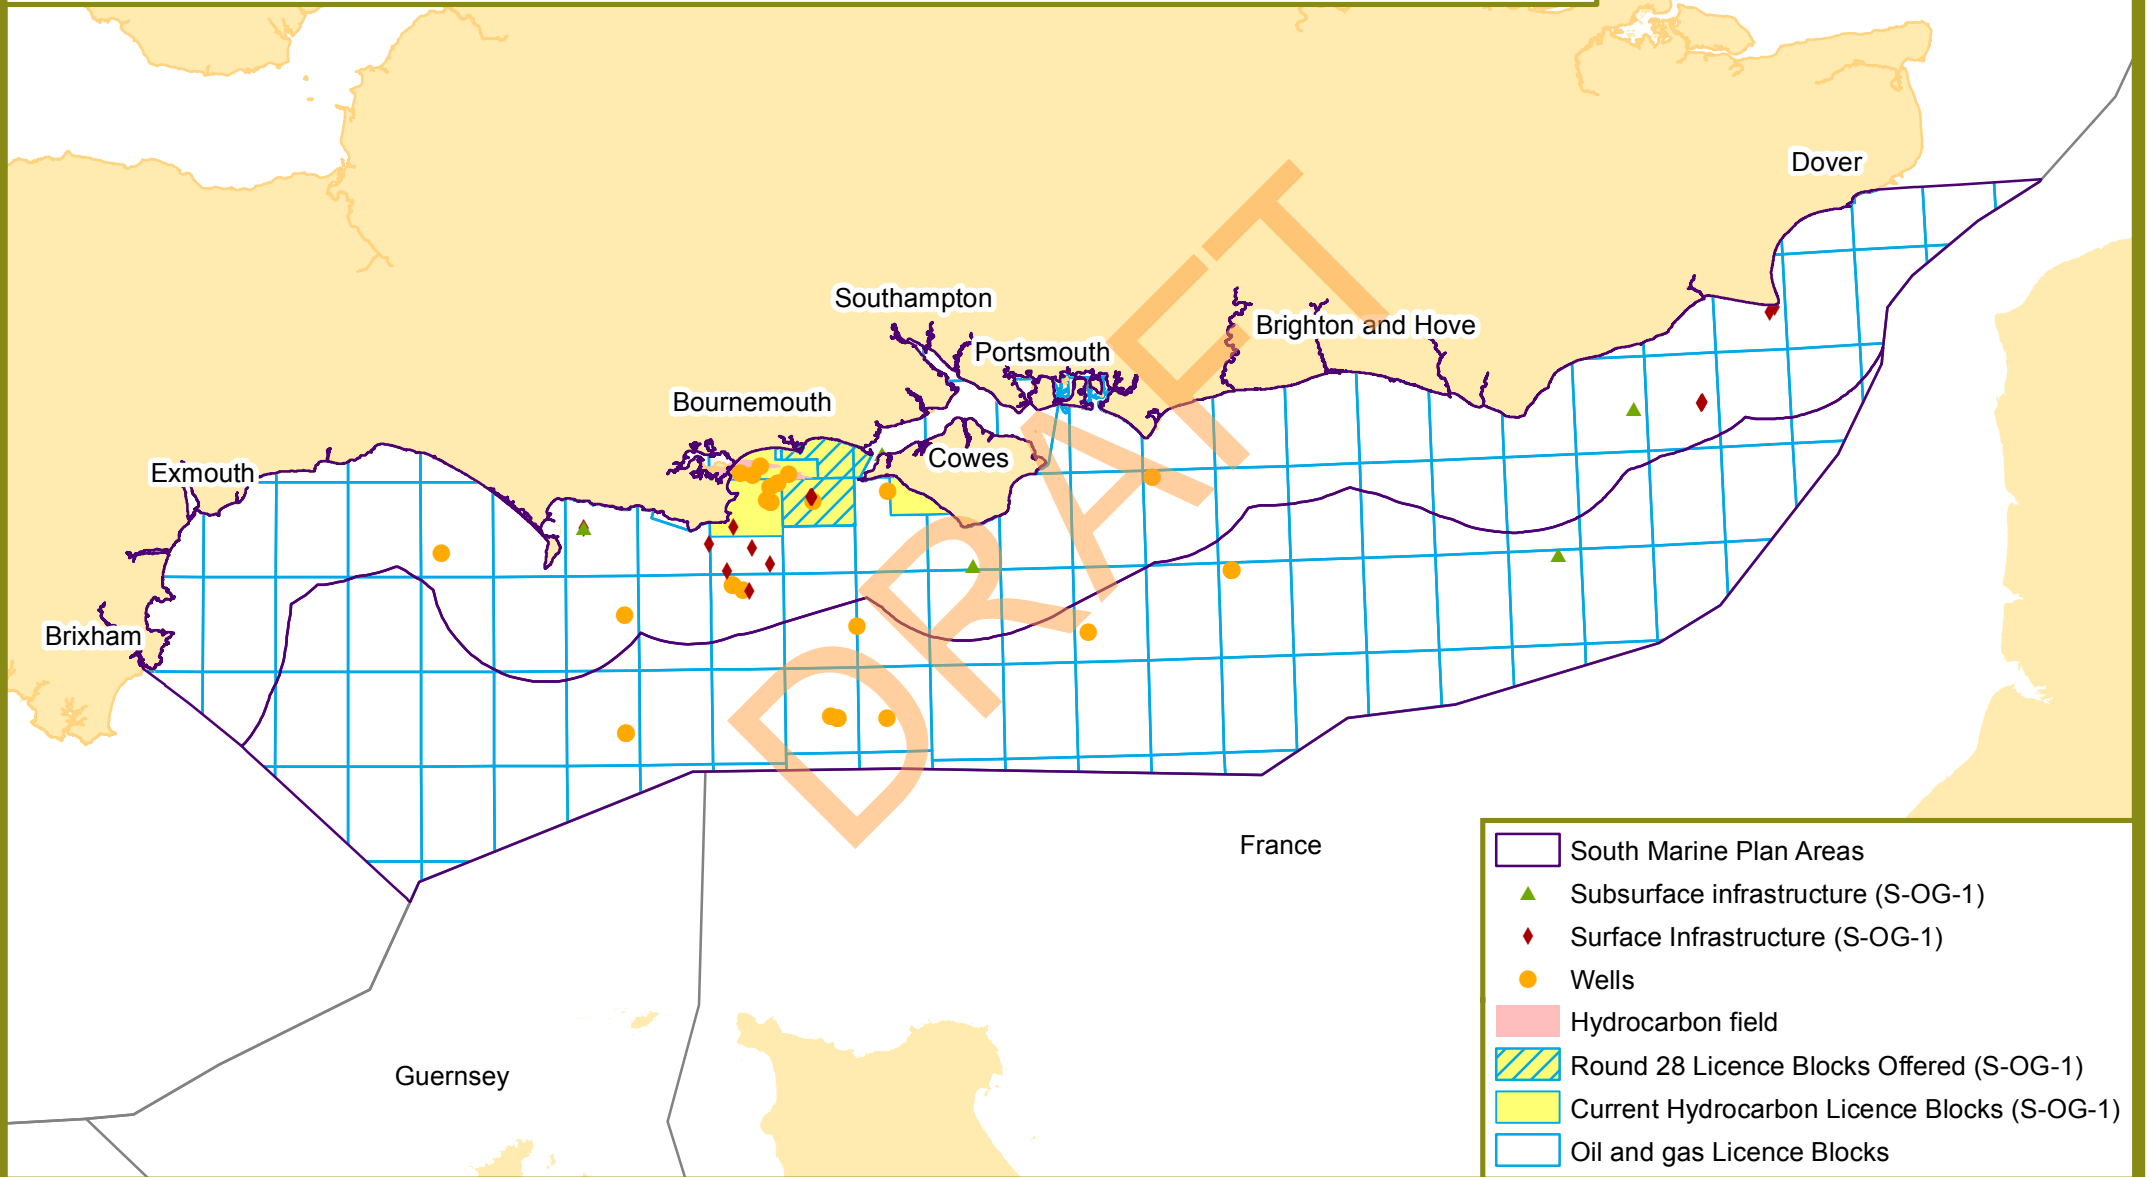 Dover
Southampton
Brighton and Hove
Portsmouth
Bournemouth
Cowes
Exmouth
Brixham
DRAFT
France
Guernsey
South Marine Plan Areas
Subsurface infrastructure (S-OG-1)
Surface Infrastructure (S-OG-1)
Wells
Hydrocarbon field
Round 28 Licence Blocks Offered (S-OG-1)
Current Hydrocarbon Licence Blocks (S-OG-1)
Oil and gas Licence Blocks